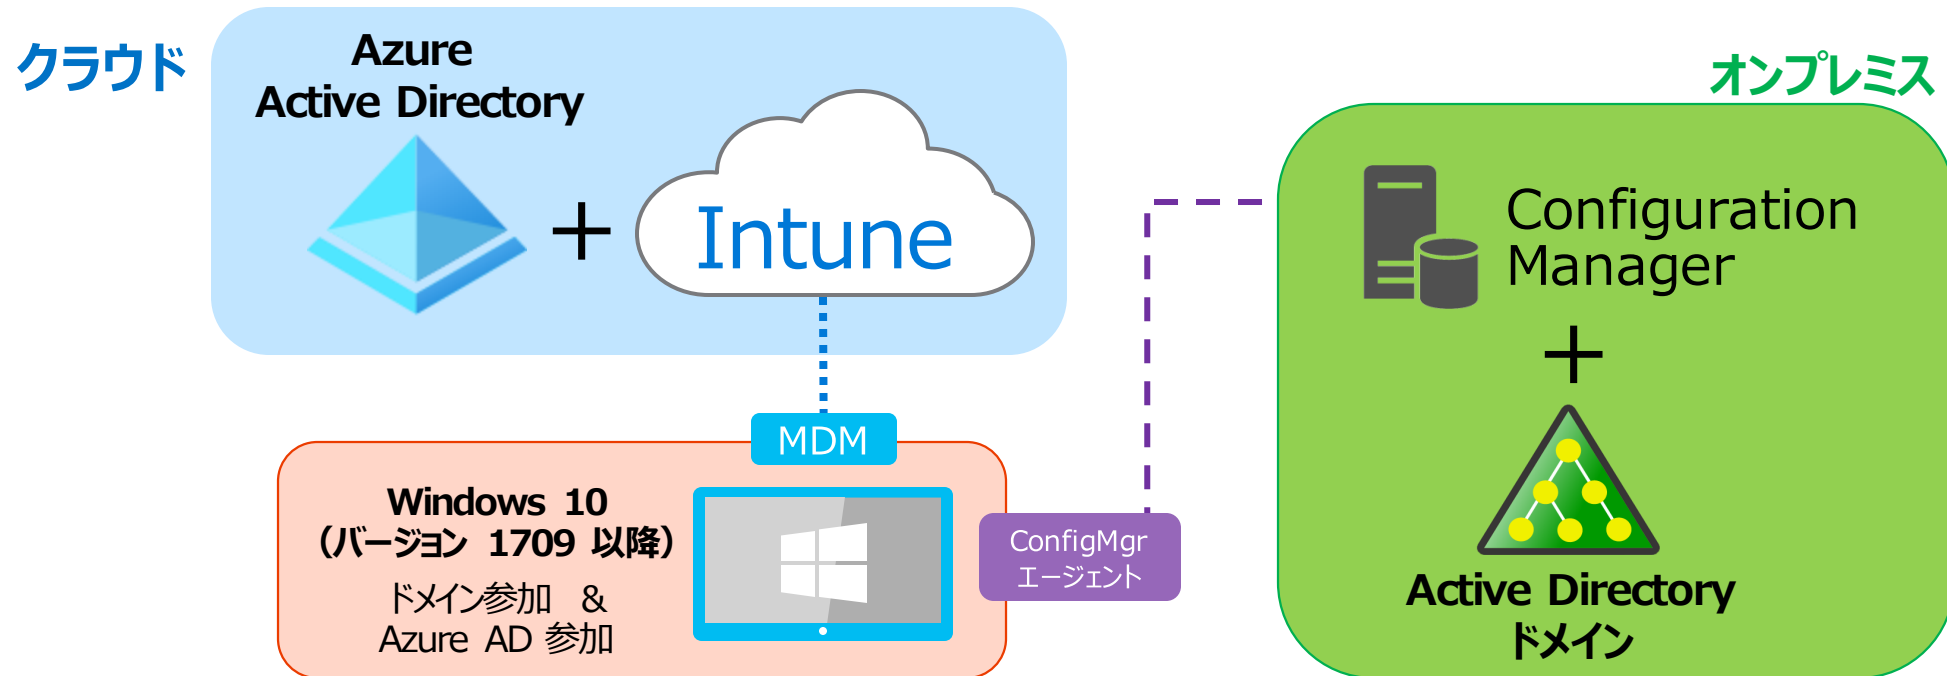 クラウド
Azure
Active Directory
+
Intune
オンプレミス
Configuration
Manager
+
Active Directory
ドメイン
MDM
Windows 10
（バージョン 1709 以降）
ドメイン参加 &
Azure AD 参加
ConfigMgr
エージェント